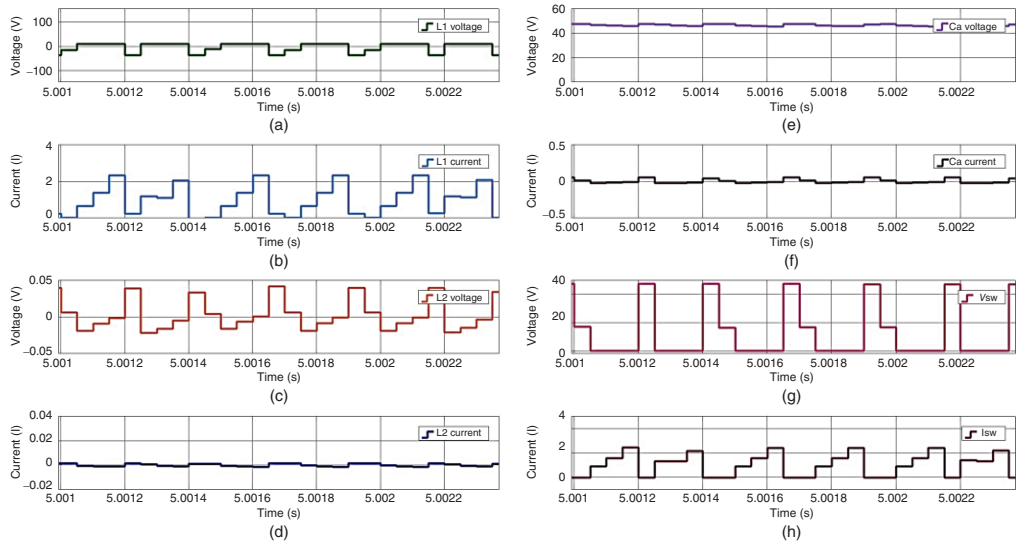 Voltage (V)
100
0
−100
L1 voltage
5.001 5.0012 5.0014 5.0016 5.0018 5.002 5.0022
Time (s)
(a)
Voltage (V)
60
40
20
0
Ca voltage
5.001 5.0012 5.0014 5.0016 5.0018 5.002 5.0022
Time (s)
(e)
Current (I)
4
2
0
L1 current
5.001 5.0012 5.0014 5.0016 5.0018 5.002 5.0022
Time (s)
(b)
Current (I)
0.5
0
−0.5
Ca current
5.001 5.0012 5.0014 5.0016 5.0018 5.002 5.0022
Time (s)
(f)
Voltage (V)
0.05
0
−0.05
L2 voltage
5.001 5.0012 5.0014 5.0016 5.0018 5.002 5.0022
Time (s)
(c)
Voltage (V)
40
20
0
Vsw
5.001 5.0012 5.0014 5.0016 5.0018 5.002 5.0022
Time (s)
(g)
Current (I)
0.04
0.02
0
−0.02
L2 current
5.001 5.0012 5.0014 5.0016 5.0018 5.002 5.0022
Time (s)
(d)
Current (I)
4
2
0
Isw
5.001 5.0012 5.0014 5.0016 5.0018 5.002 5.0022
Time (s)
(h)